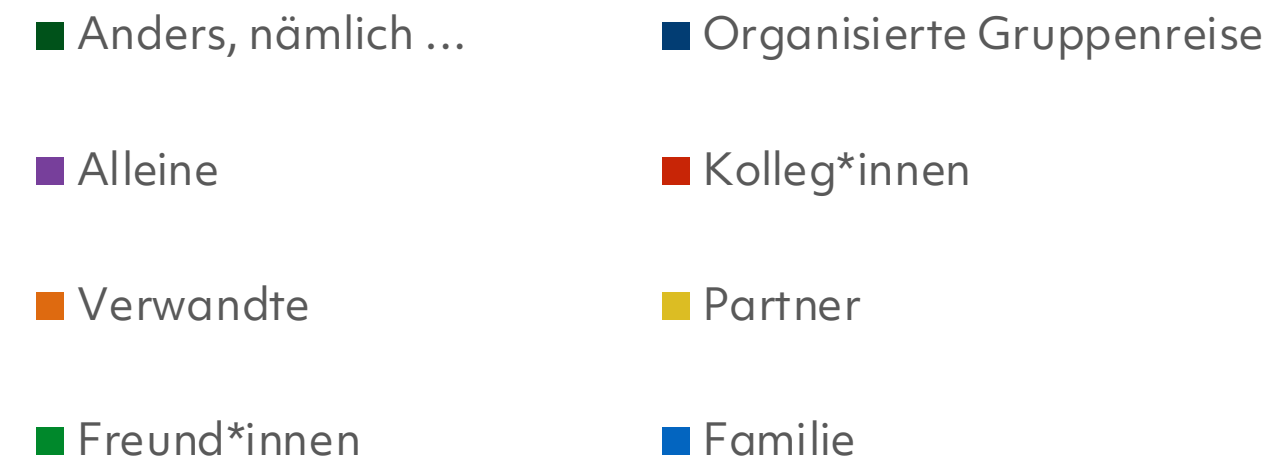 Anders, nämlich ...
Organisierte Gruppenreise
Alleine
Kolleg*innen
Verwandte
Partner
Freund*innen
Familie